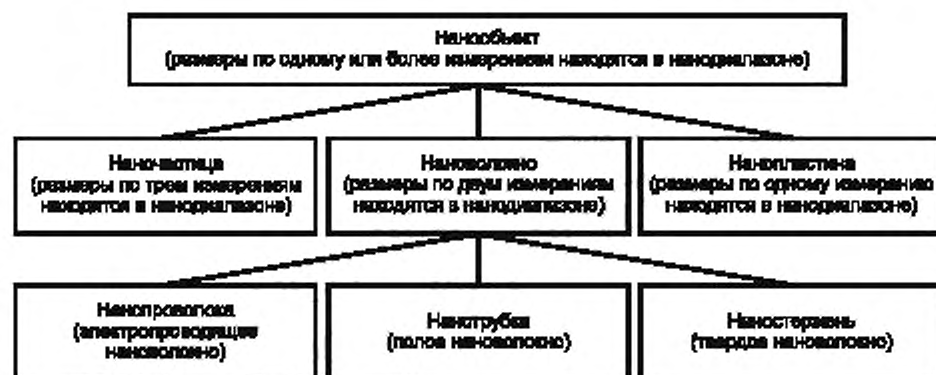 Нанообъект
(размеры по одному или более измерениям находятся в нанодиапазоне)
Наночастица
(размеры по трем измерениям
находятся в нанодиапазоне)
Нановолокно
(размеры по двум измерениям
находятся в нанодиапазоне)
Нанопластина
(размеры по одному измерению
находятся в нанодиапазоне)
Нанопроволока
(электропроводящее
нановолокно)
Нанотрубка
(полое нановолокно)
Наностержень
(твердое нановолокно)